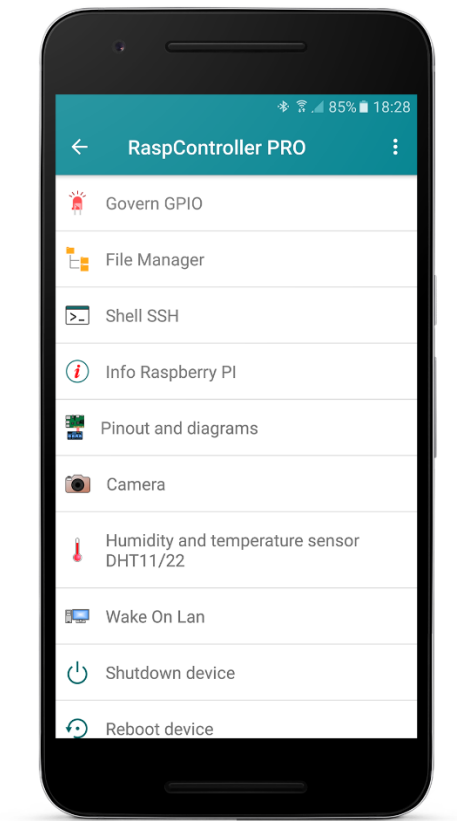 85% 18:28
RaspController PRO
Govern GPIO
File Manager
Shell SSH
Info Raspberry PI
Pinout and diagrams
Camera
Humidity and temperature sensor
DHT11/22
Wake On Lan
Shutdown device
Reboot device